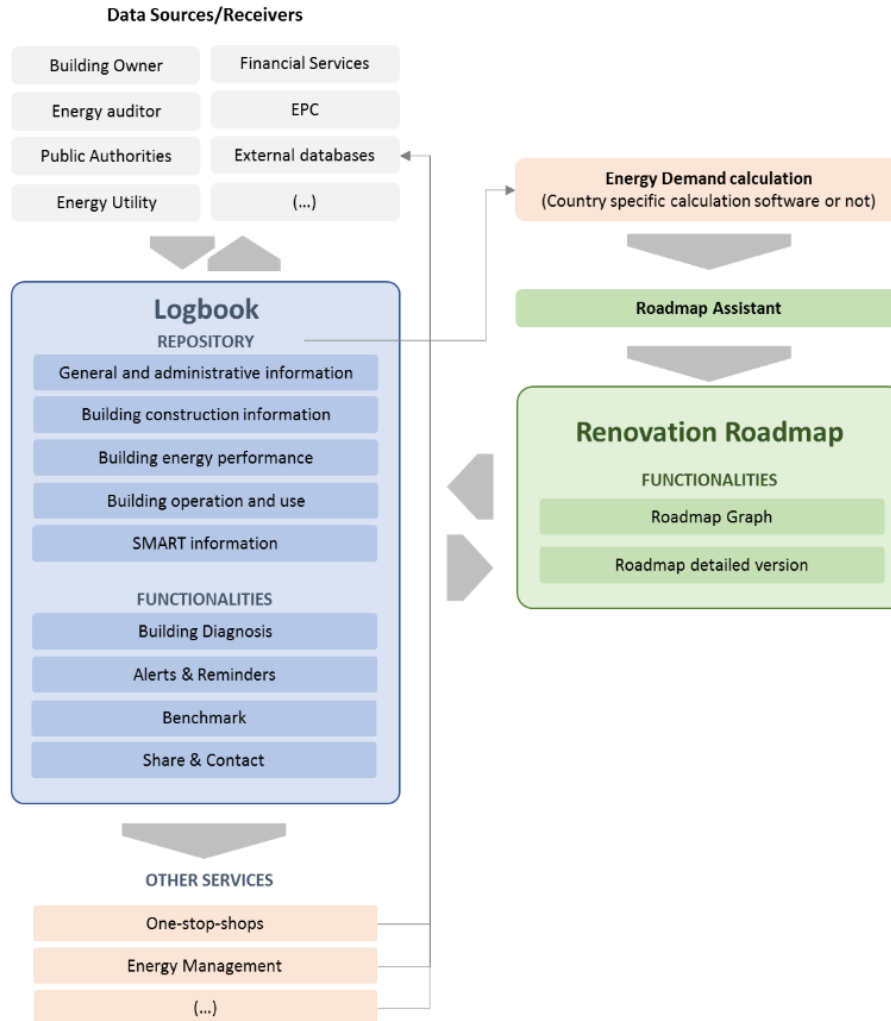 Data Sources/Receivers
Building Owner
Financial Services
Energy auditor
EPC
Public Authorities
External databases
Energy Utility
(...)
Logbook
REPOSITORY
General and administrative information
Building construction information
Building energy performance
Building operation and use
SMART information
FUNCTIONALITIES
Building Diagnosis
Alerts & Reminders
Benchmark
Share & Contact
OTHER SERVICES
One-stop-shops
Energy Management
(...)
Energy Demand calculation
(Country specific calculation software or not)
Roadmap Assistant
Renovation Roadmap
FUNCTIONALITIES
Roadmap Graph
Roadmap detailed version